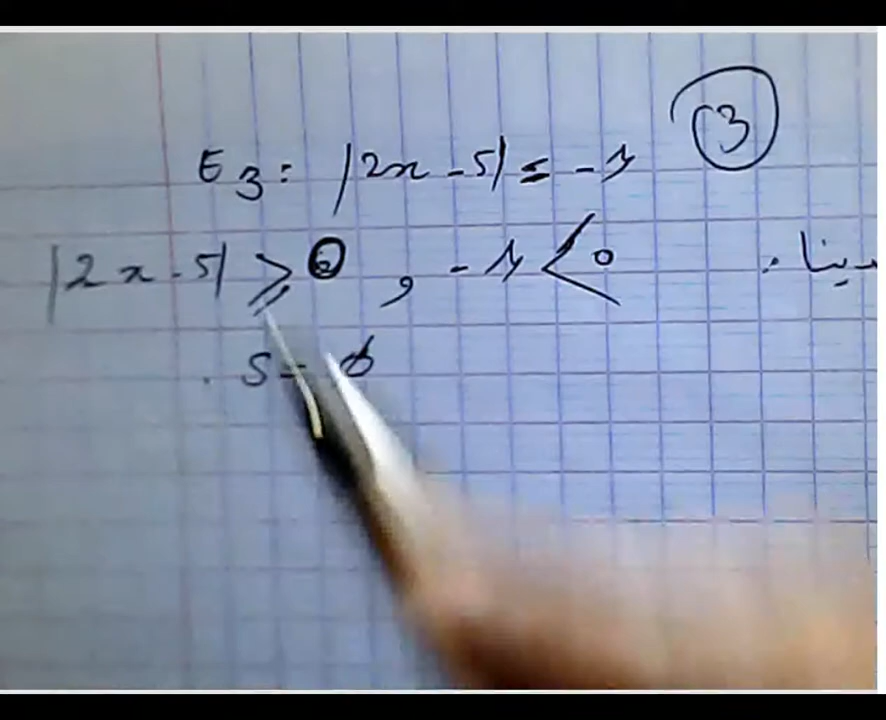 3
E₃: |2x - 5| = -1
|2x - 5| ⩾ 0 , -1 < 0
S = ∅